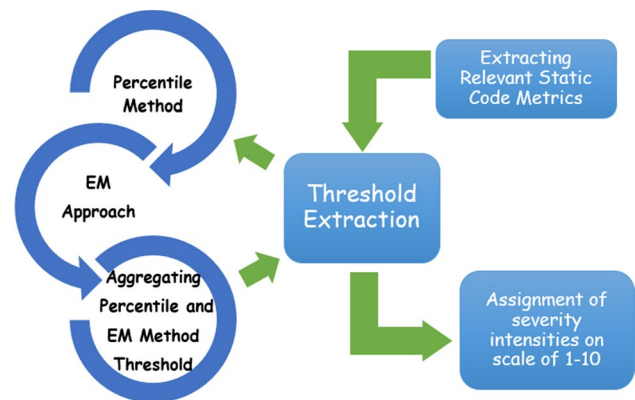 Percentile
Method
EM
Approach
Aggregating
Percentile and
EM Method
Threshold
Extracting
Relevant Static
Code Metrics
Threshold
Extraction
Assignment of
severity
intensities on
scale of 1-10